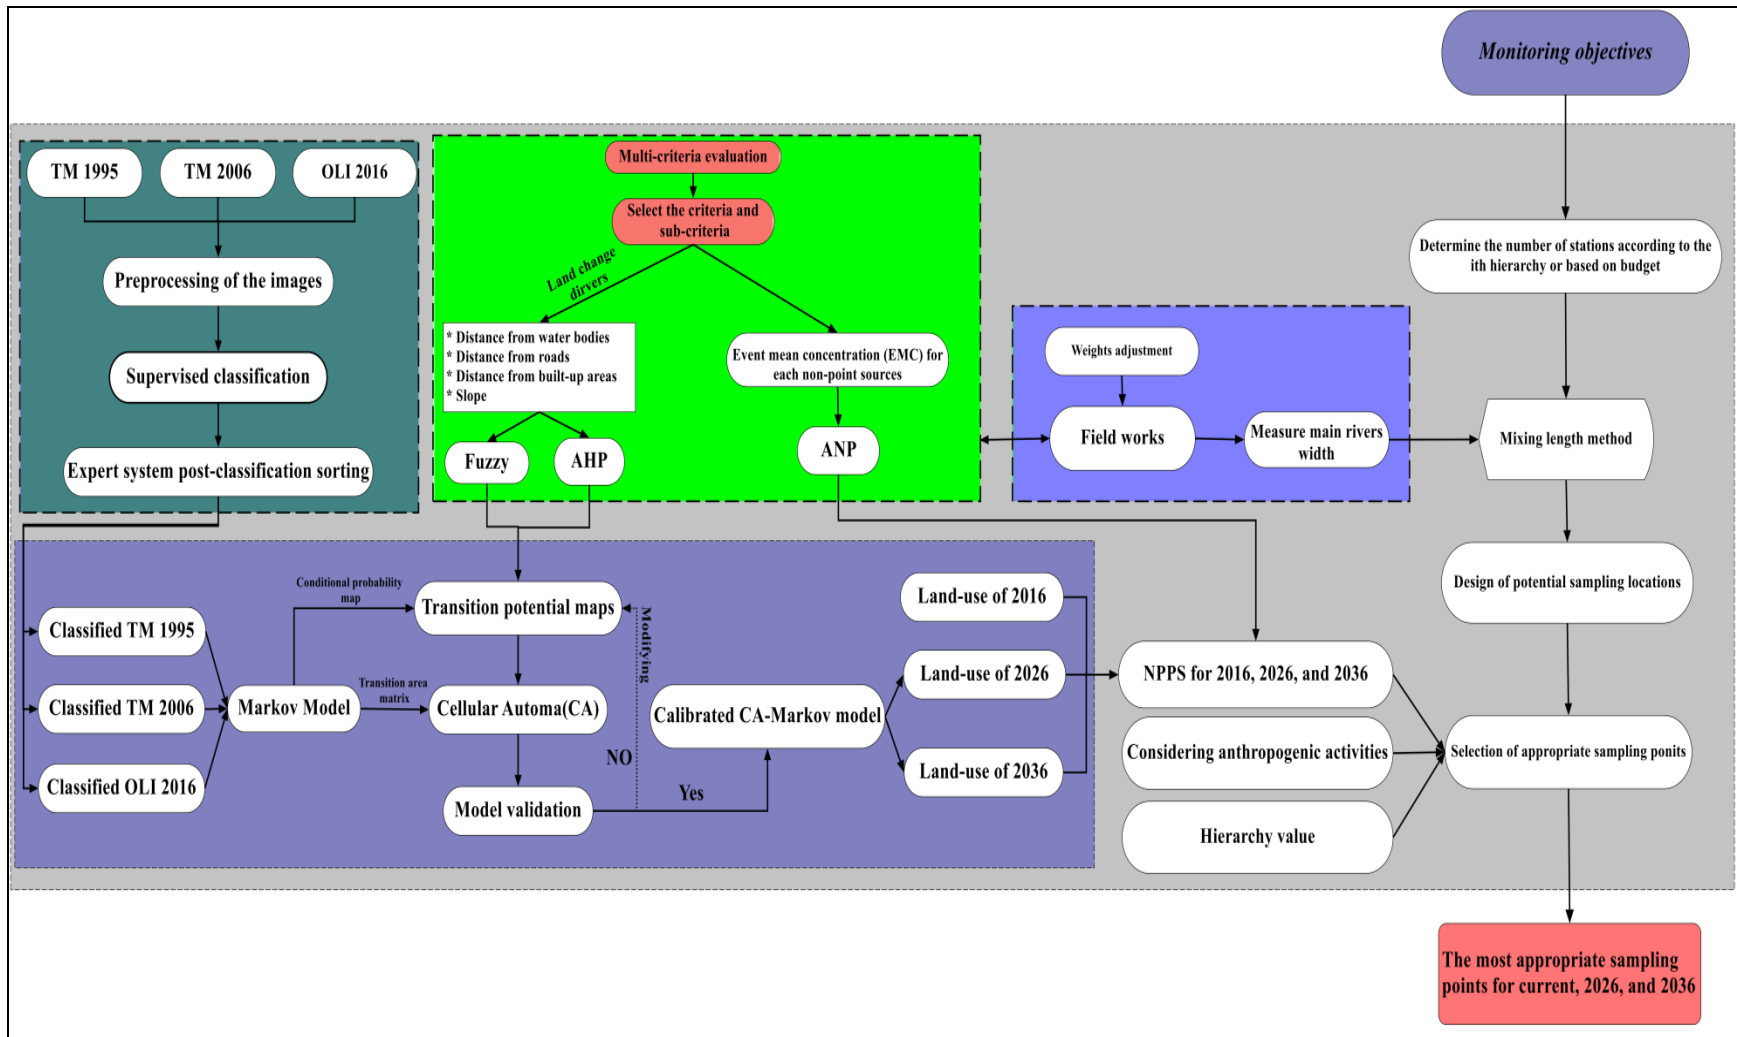 Monitoring objectives
TM 1995
TM 2006
OLI 2016
Preprocessing of the images
Supervised classification
Expert system post-classification sorting
Multi-criteria evaluation
Select the criteria and
sub-criteria
Land change
dirvers
* Distance from water bodies
* Distance from roads
* Distance from built-up areas
* Slope
Event mean concentration (EMC) for
each non-point sources
Fuzzy
AHP
ANP
Weights adjustment
Field works
Measure main rivers
width
Determine the number of stations according to the
ith hierarchy or based on budget
Mixing length method
Design of potential sampling locations
Classified TM 1995
Classified TM 2006
Classified OLI 2016
Markov Model
Conditional probability
map
Transition area
matrix
Transition potential maps
Cellular Automa(CA)
Model validation
Modifying
NO
Yes
Calibrated CA-Markov model
Land-use of 2016
Land-use of 2026
Land-use of 2036
NPPS for 2016, 2026, and 2036
Considering anthropogenic activities
Hierarchy value
Selection of appropriate sampling ponits
The most appropriate sampling
points for current, 2026, and 2036